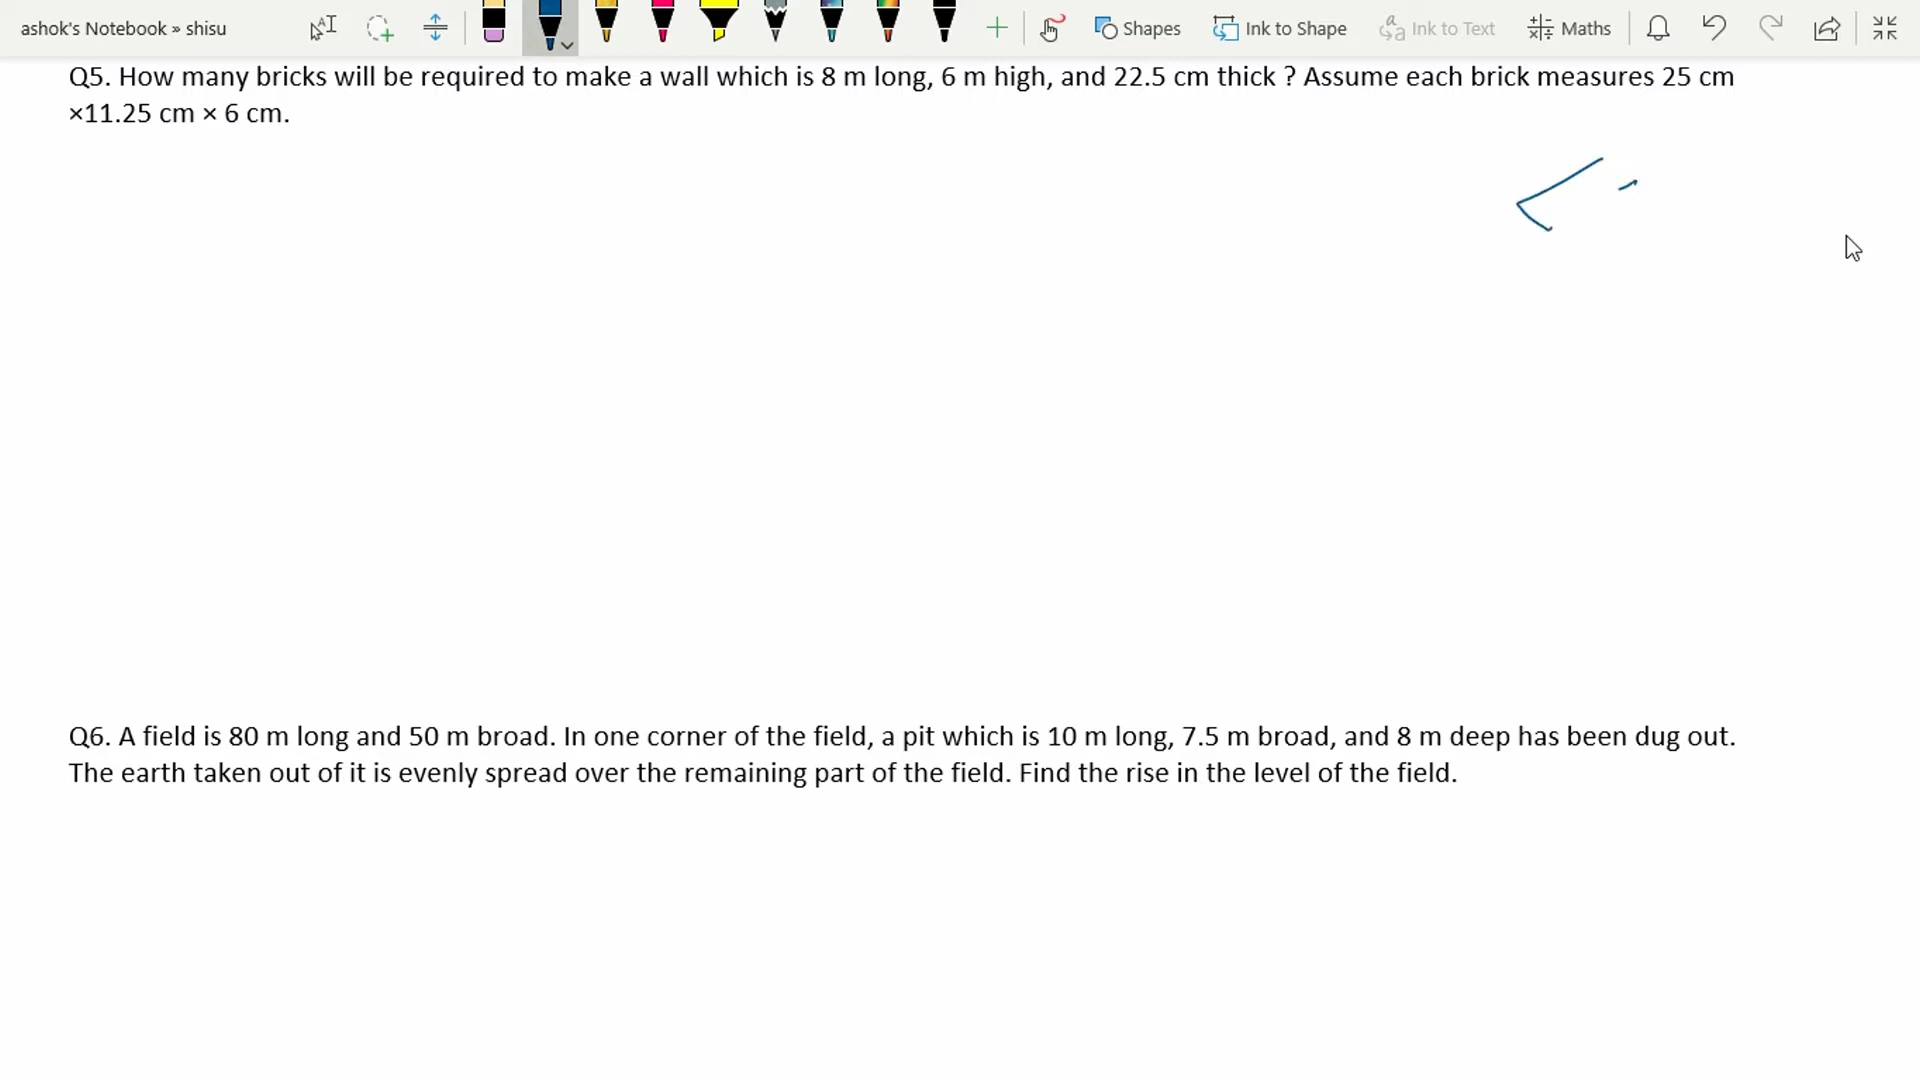 ashok's Notebook » shisu
Shapes
Ink to Shape
Ink to Text
Maths
Q5. How many bricks will be required to make a wall which is 8 m long, 6 m high, and 22.5 cm thick ? Assume each brick measures 25 cm
×11.25 cm × 6 cm.
Q6. A field is 80 m long and 50 m broad. In one corner of the field, a pit which is 10 m long, 7.5 m broad, and 8 m deep has been dug out.
The earth taken out of it is evenly spread over the remaining part of the field. Find the rise in the level of the field.